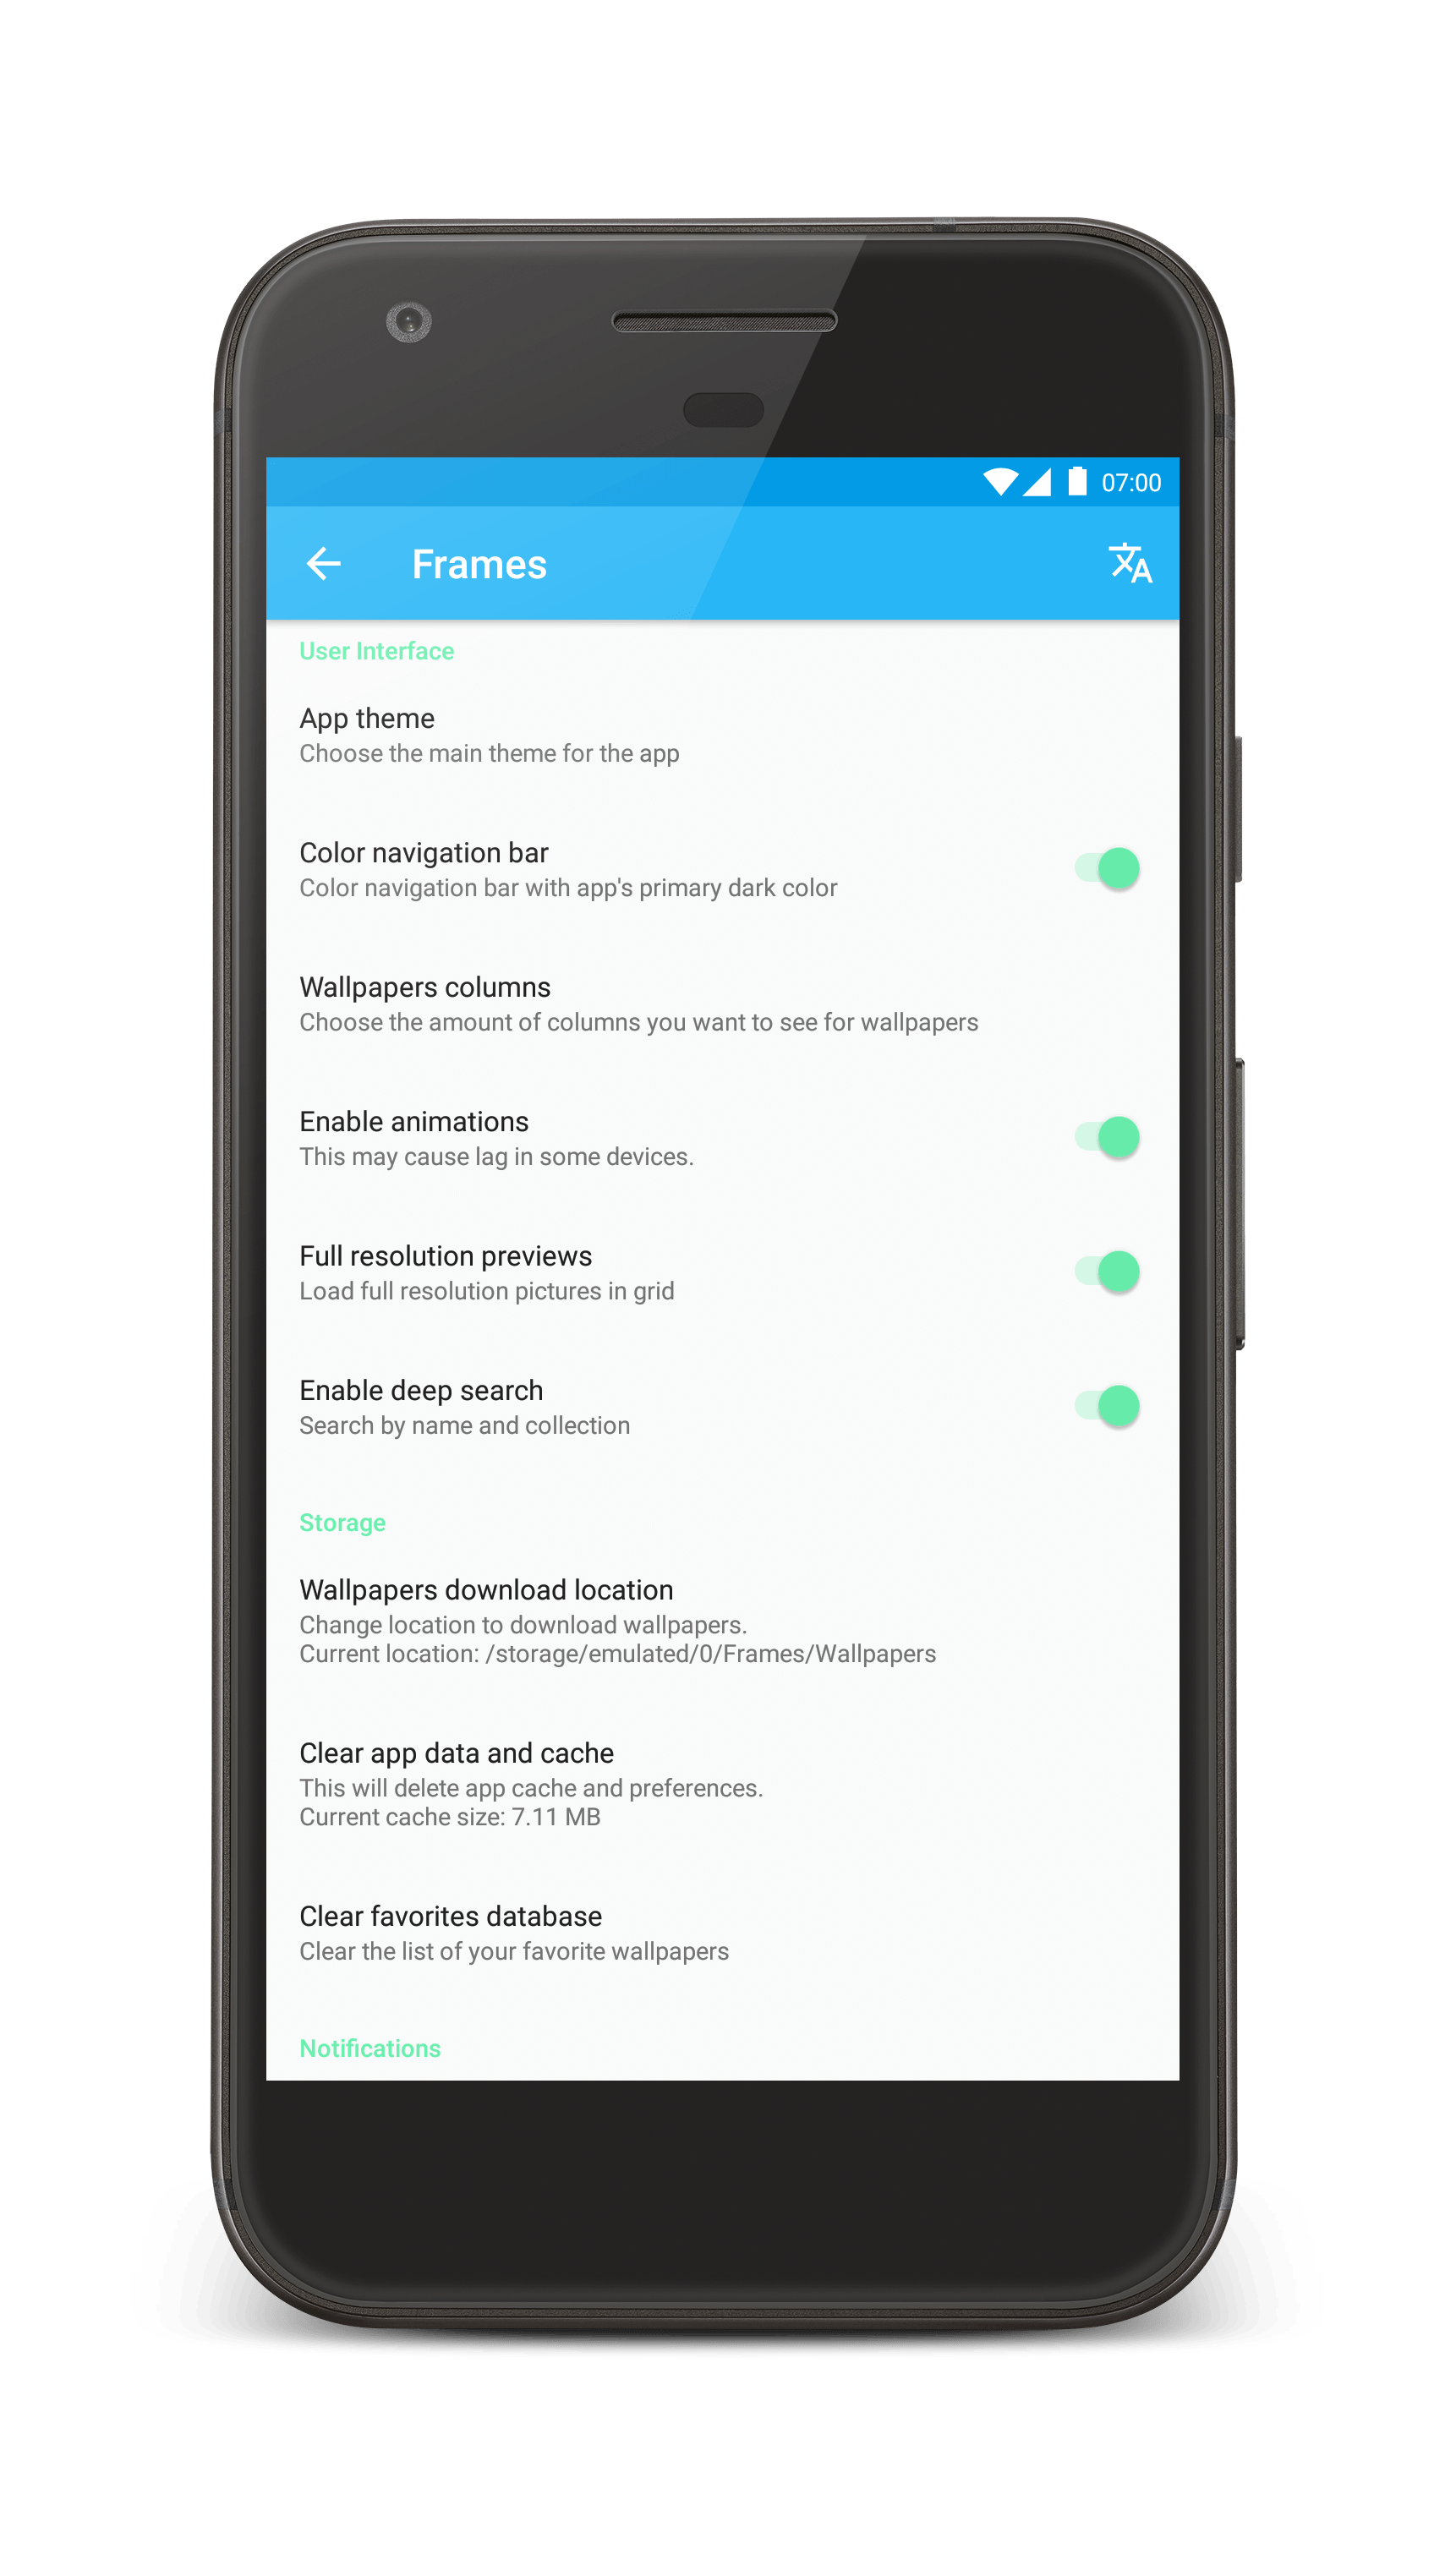 07:00
Frames
User Interface
App theme
Choose the main theme for the app
Color navigation bar
Color navigation bar with app's primary dark color
Wallpapers columns
Choose the amount of columns you want to see for wallpapers
Enable animations
This may cause lag in some devices.
Full resolution previews
Load full resolution pictures in grid
Enable deep search
Search by name and collection
Storage
Wallpapers download location
Change location to download wallpapers.
Current location: /storage/emulated/0/Frames/Wallpapers
Clear app data and cache
This will delete app cache and preferences.
Current cache size: 7.11 MB
Clear favorites database
Clear the list of your favorite wallpapers
Notifications